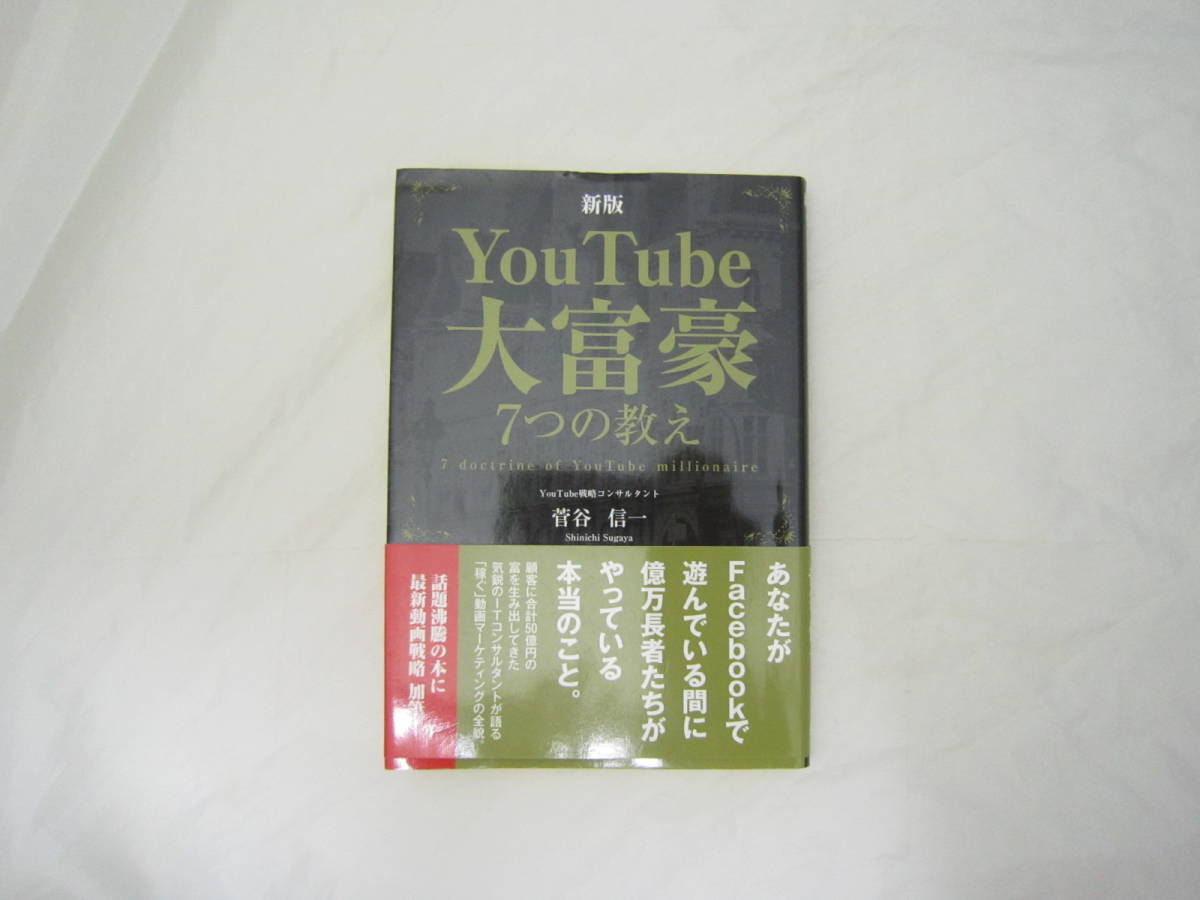 新版
YouTube
大富豪
7つの教え
7 doctrine of YouTube millionaire
YouTube戦略コンサルタント
菅谷 信一
Shinichi Sugaya
あなたが
Facebookで
遊んでいる間に
億万長者たちが
やっている
本当のこと。
顧客に合計50億円の
富を生み出してきた
気鋭のITコンサルタントが語る
「稼ぐ」動画マーケティングの全貌。
話題沸騰の本に
最新動画戦略 加筆